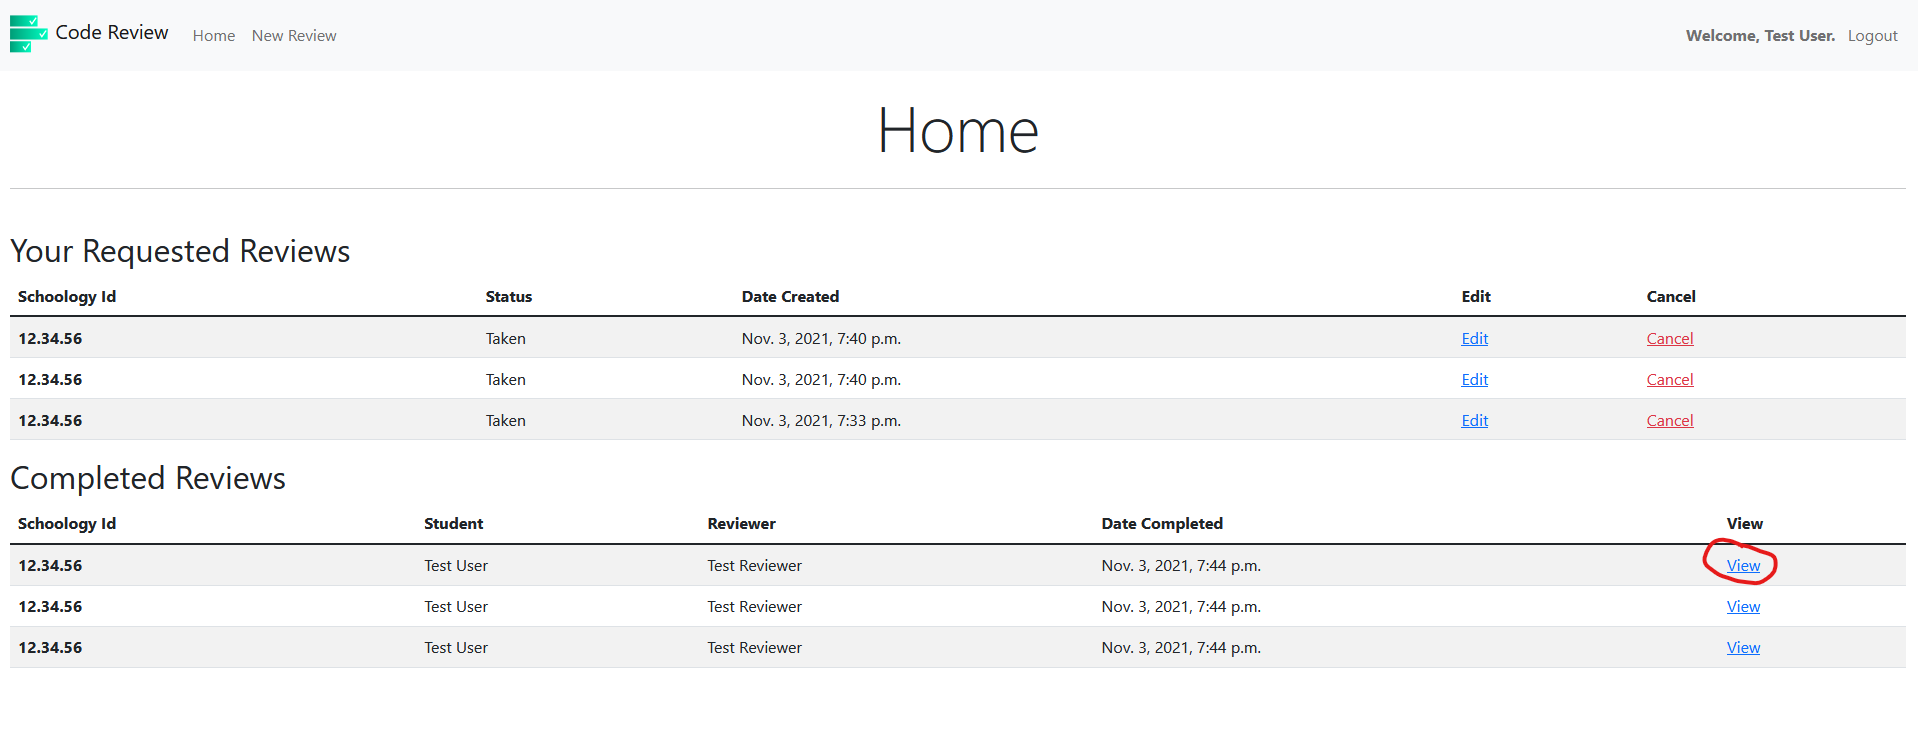 Code Review Home New Review Welcome, Test User. Logout
Home
Your Requested Reviews
Schoology Id Status Date Created Edit Cancel
12.34.56 Taken Nov. 3, 2021, 7:40 p.m. Edit Cancel
12.34.56 Taken Nov. 3, 2021, 7:40 p.m. Edit Cancel
12.34.56 Taken Nov. 3, 2021, 7:33 p.m. Edit Cancel
Completed Reviews
Schoology Id Student Reviewer Date Completed View
12.34.56 Test User Test Reviewer Nov. 3, 2021, 7:44 p.m. View
12.34.56 Test User Test Reviewer Nov. 3, 2021, 7:44 p.m. View
12.34.56 Test User Test Reviewer Nov. 3, 2021, 7:44 p.m. View